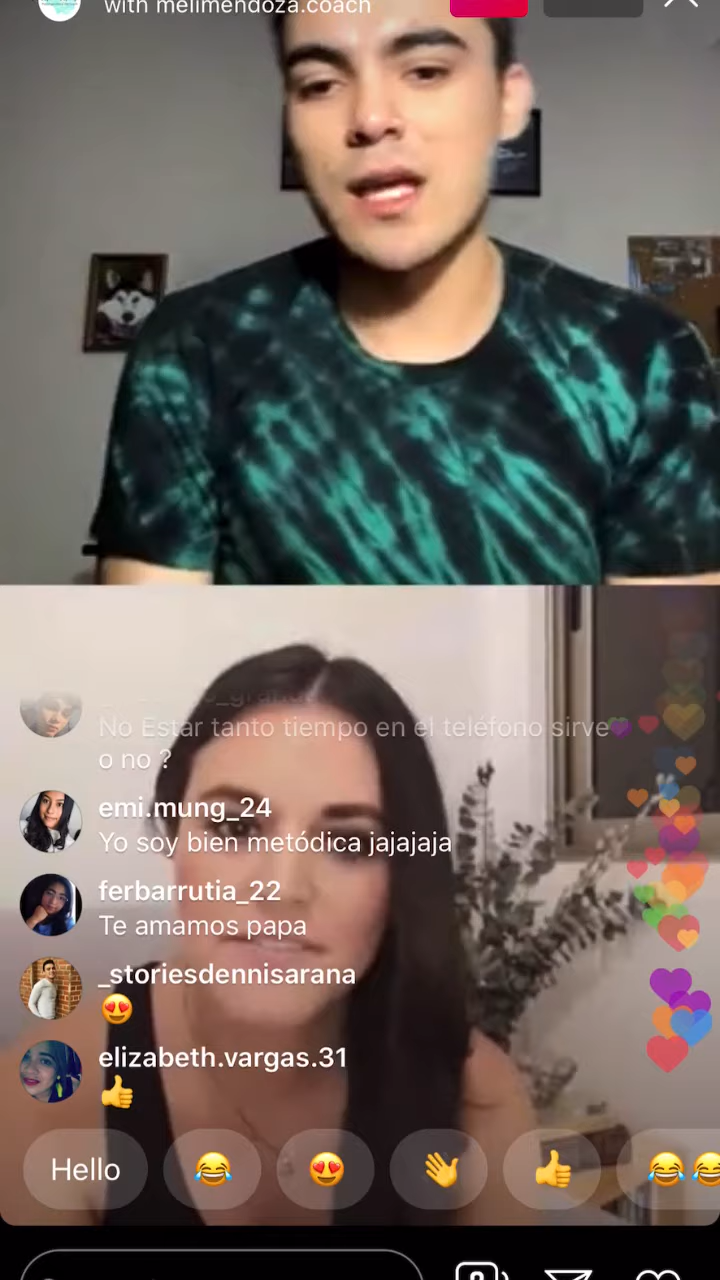 with melimendoza.coach
No Estar tanto tiempo en el teléfono sirve
o no ?
emi.mung_24
Yo soy bien metódica jajajaja
ferbarrutia_22
Te amamos papa
_storiesdennisarana
😍
elizabeth.vargas.31
👍
Hello 😂 😍 👋 👍 😂😂